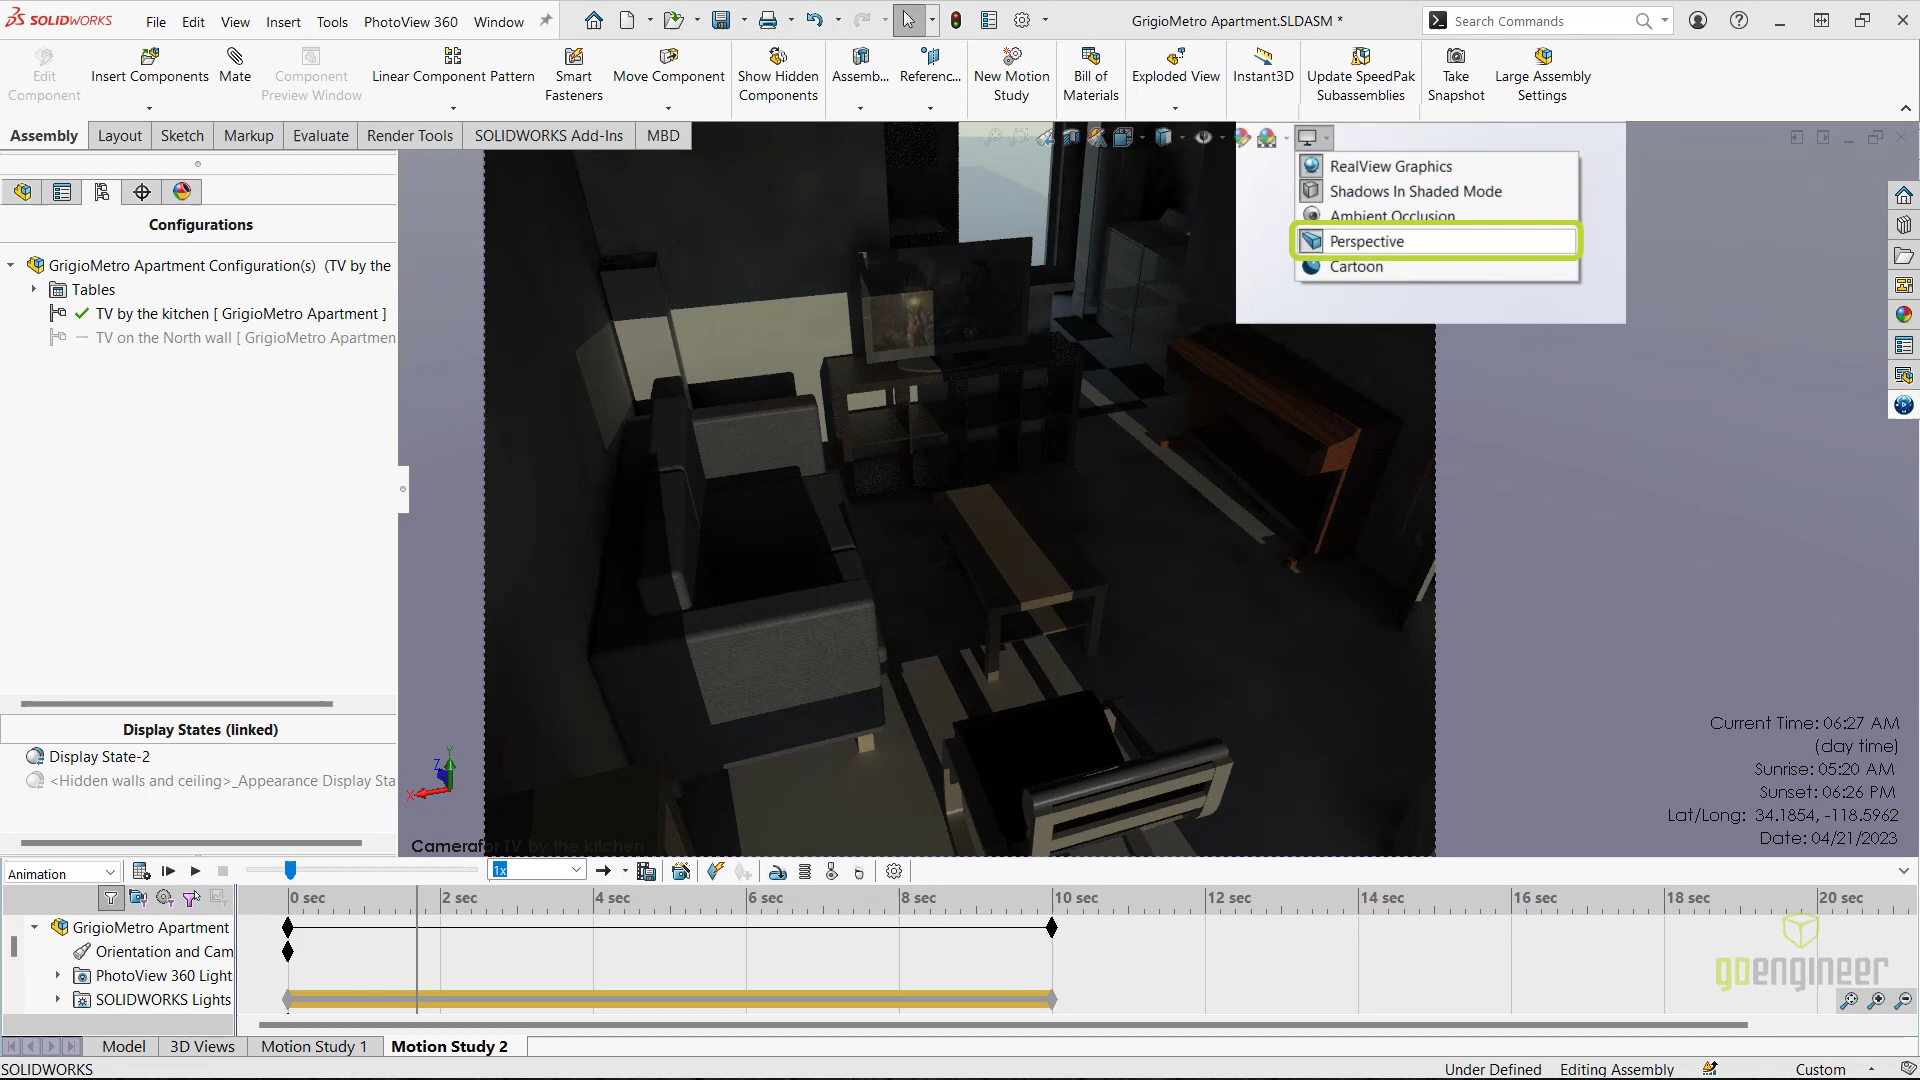 SOLIDWORKS File Edit View Insert Tools PhotoView 360 Window GrigioMetro Apartment.SLDASM * Search Commands
Edit Component
Insert Components
Mate
Component Preview Window
Linear Component Pattern
Smart Fasteners
Move Component
Show Hidden Components
Assemb...
Referenc...
New Motion Study
Bill of Materials
Exploded View
Instant3D
Update SpeedPak Subassemblies
Take Snapshot
Large Assembly Settings
Assembly Layout Sketch Markup Evaluate Render Tools SOLIDWORKS Add-Ins MBD
RealView Graphics
Shadows In Shaded Mode
Ambient Occlusion
Perspective
Cartoon
Configurations
GrigioMetro Apartment Configuration(s) (TV by the
Tables
TV by the kitchen [ GrigioMetro Apartment ]
TV on the North wall [ GrigioMetro Apartmen
Display States (linked)
Display State-2
<Hidden walls and ceiling>_Appearance Display Sta
Z Y X
Camerafor TV by the kitchen
Current Time: 06:27 AM
(day time)
Sunrise: 05:20 AM
Sunset: 06:26 PM
Lat/Long: 34.1854, -118.5962
Date: 04/21/2023
Animation 1x
0 sec 2 sec 4 sec 6 sec 8 sec 10 sec 12 sec 14 sec 16 sec 18 sec 20 sec
GrigioMetro Apartment
Orientation and Cam
PhotoView 360 Light
SOLIDWORKS Lights
goengineer
Model 3D Views Motion Study 1 Motion Study 2
SOLIDWORKS Under Defined Editing Assembly Custom